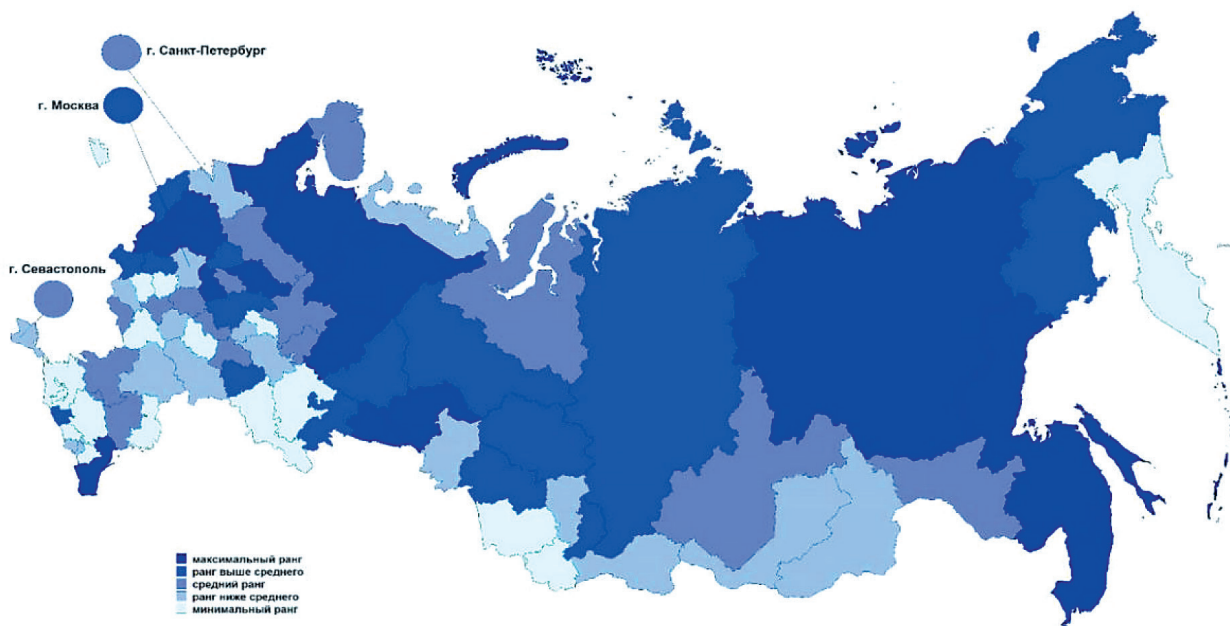 г. Санкт-Петербург
г. Москва
г. Севастополь
максимальный ранг
ранг выше среднего
средний ранг
ранг ниже среднего
минимальный ранг